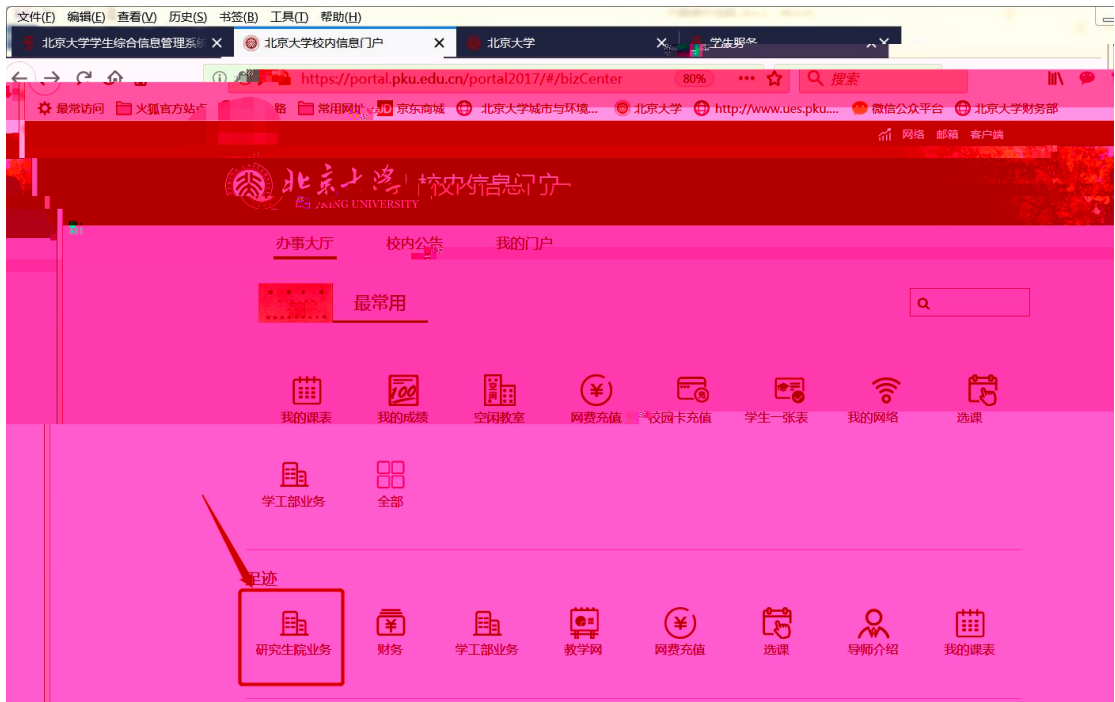 文件(F) 编辑(E) 查看(V) 历史(S) 书签(B) 工具(T) 帮助(H)
北京大学学生综合信息管理系统 北京大学校内信息门户 北京大学
https://portal.pku.edu.cn/portal2017/#/bizCenter 80% 搜索
最常访问 火狐官方站点 常用网址 JD 京东商城 北京大学城市与环境... 北京大学 http://www.ues.pku.... 微信公众平台 北京大学财务部
网络 邮箱 客户端
北京大学 校内信息门户
UNIVERSITY
办事大厅 校内公告 我的门户
最常用
我的课表 我的成绩 空闲教室 网费充值 校园卡充值 学生一张表 我的网络 选课
学工部业务 全部
足迹
研究生院业务 财务 学工部业务 教学网 网费充值 选课 导师介绍 我的课表